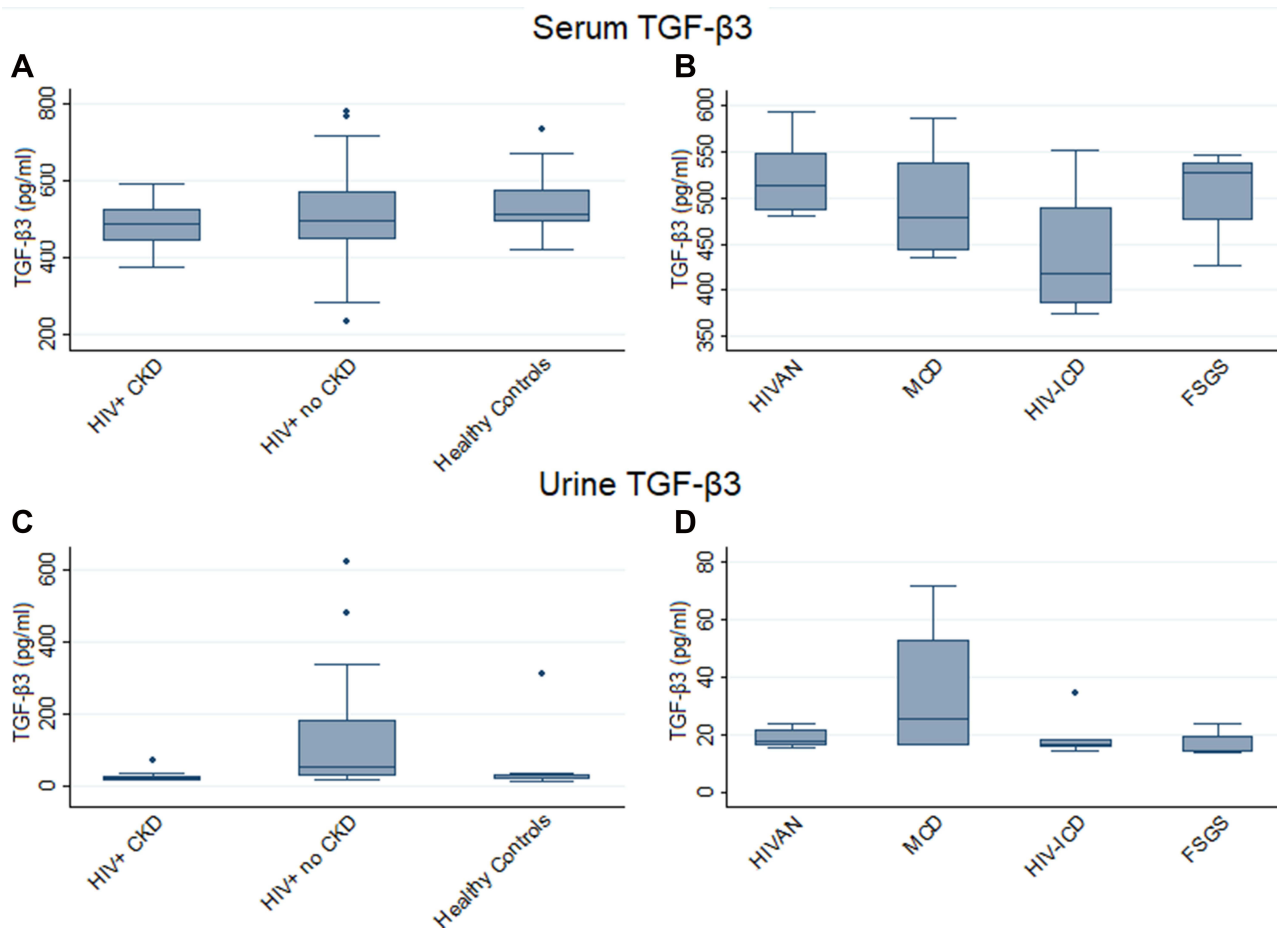 Serum TGF-β3
A
B
TGF-β3 (pg/ml)
800
600
400
200
HIV+ CKD
HIV+ no CKD
Healthy Controls
TGF-β3 (pg/ml)
600
550
500
450
400
350
HIVAN
MCD
HIV-ICD
FSGS
Urine TGF-β3
C
D
TGF-β3 (pg/ml)
600
400
200
0
HIV+ CKD
HIV+ no CKD
Healthy Controls
TGF-β3 (pg/ml)
80
60
40
20
0
HIVAN
MCD
HIV-ICD
FSGS